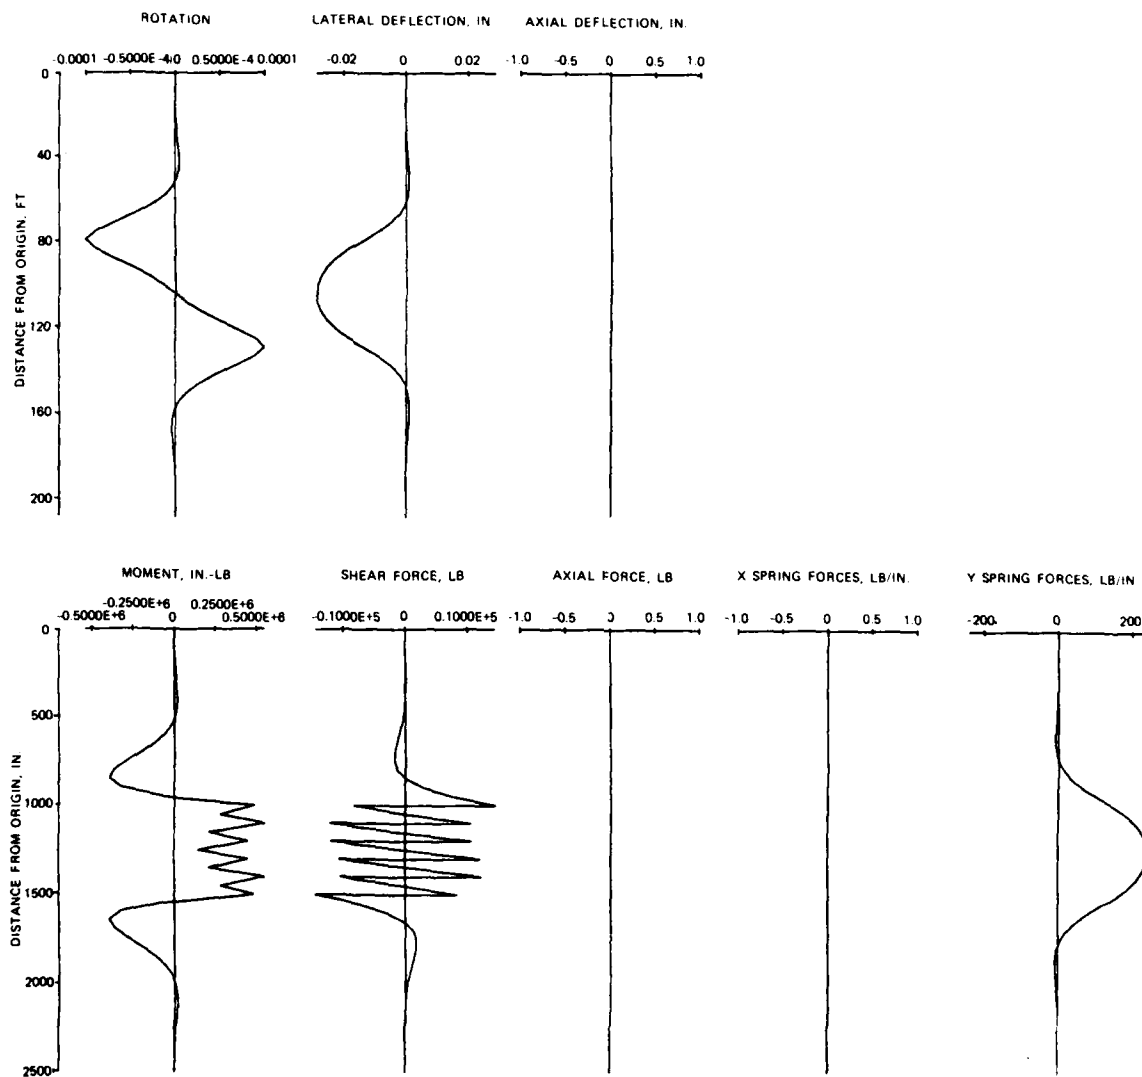 ROTATION
LATERAL DEFLECTION, IN
AXIAL DEFLECTION, IN.
-0.0001 -0.5000E-4 0 0.5000E-4 0.0001
-0.02 0 0.02
-1.0 -0.5 0 0.5 1.0
0
40
80
120
160
200
DISTANCE FROM ORIGIN, FT
MOMENT, IN.-LB
SHEAR FORCE, LB
AXIAL FORCE, LB
X SPRING FORCES, LB/IN.
Y SPRING FORCES, LB/IN
-0.2500E+6 0.2500E+6
-0.5000E+6 0 0.5000E+6
-0.1000E+5 0 0.1000E+5
-1.0 -0.5 0 0.5 1.0
-1.0 -0.5 0 0.5 1.0
-200. 0 200
0
500
1000
1500
2000
2500
DISTANCE FROM ORIGIN, IN